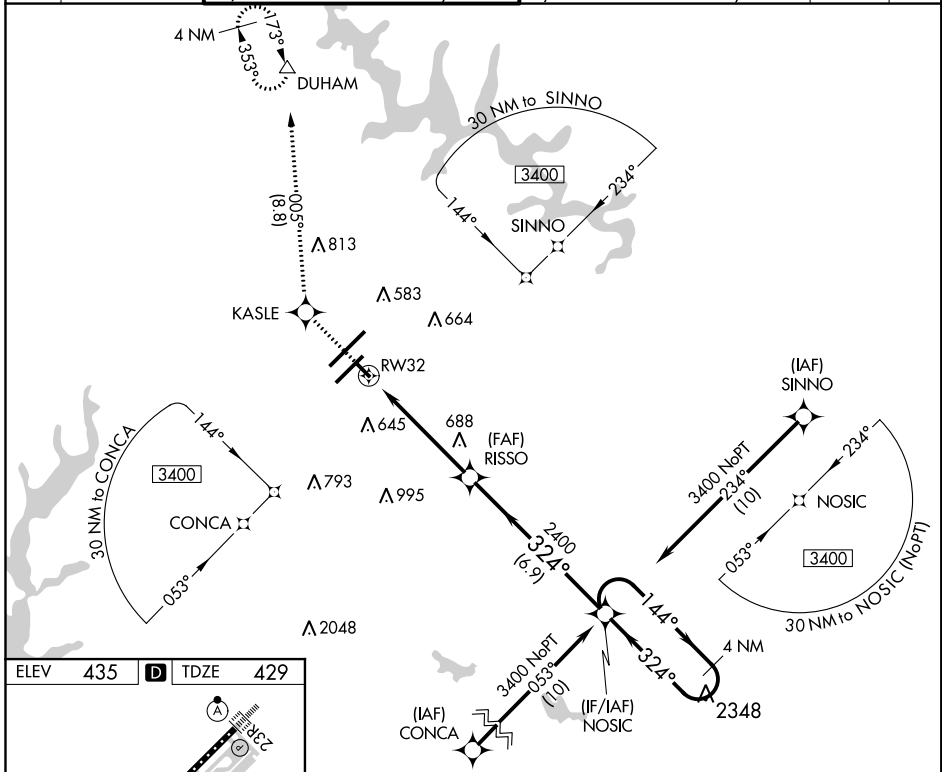 4 NM
173°
353°
DUHAM
30 NM to SINNO
3400
234°
144°
SINNO
005°
(8.8)
813
583
664
KASLE
RW32
(IAF)
SINNO
645
688
(FAF)
RISSO
30 NM to CONCA
144°
3400
CONCA
053°
793
995
3400 NoPT
234°
(10)
234°
NOSIC
053°
3400
30 NM to NOSIC (NoPT)
2400
324°
(6.9)
2048
144°
4 NM
324°
2348
3400 NoPT
053°
(10)
(IF/IAF)
NOSIC
(IAF)
CONCA
ELEV 435 D TDZE 429
A
23R
P